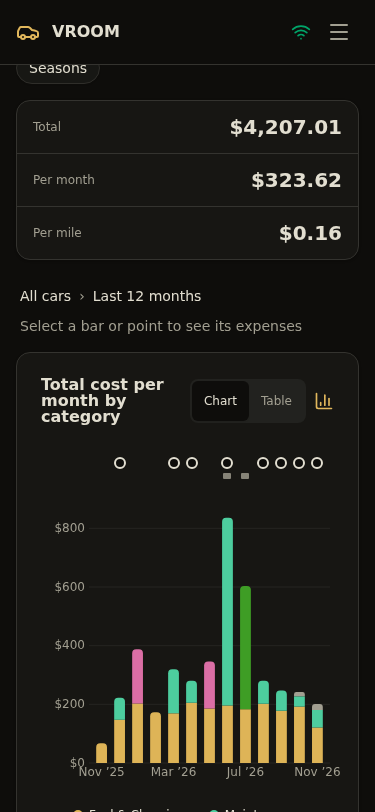 VROOM
Seasons
Total $4,207.01
Per month $323.62
Per mile $0.16
All cars › Last 12 months
Select a bar or point to see its expenses
Total cost per
month by
category
Chart Table
$800
$600
$400
$200
$0
Nov ’25 Mar ’26 Jul ’26 Nov ’26